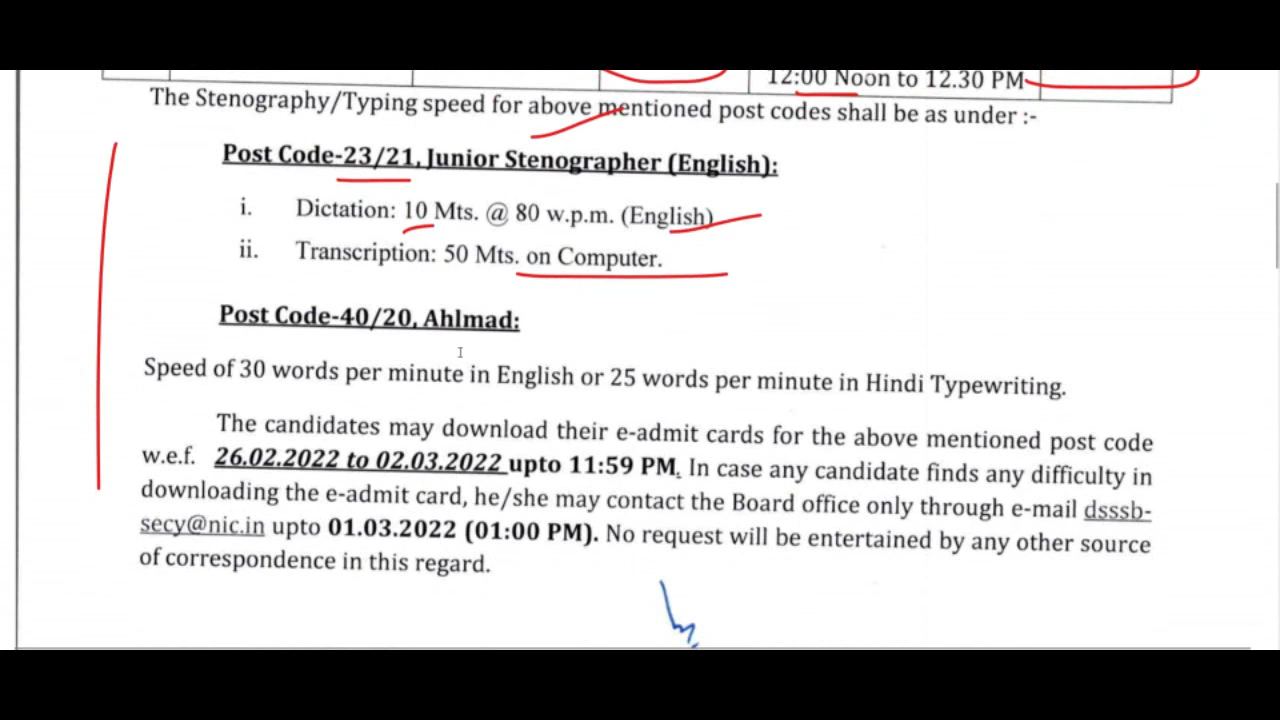 12:00 Noon to 12.30 PM
The Stenography/Typing speed for above mentioned post codes shall be as under :-
Post Code-23/21, Junior Stenographer (English):
i. Dictation: 10 Mts. @ 80 w.p.m. (English)
ii. Transcription: 50 Mts. on Computer.
Post Code-40/20, Ahlmad:
Speed of 30 words per minute in English or 25 words per minute in Hindi Typewriting.
The candidates may download their e-admit cards for the above mentioned post code
w.e.f. 26.02.2022 to 02.03.2022 upto 11:59 PM. In case any candidate finds any difficulty in
downloading the e-admit card, he/she may contact the Board office only through e-mail dsssb-
secy@nic.in upto 01.03.2022 (01:00 PM). No request will be entertained by any other source
of correspondence in this regard.